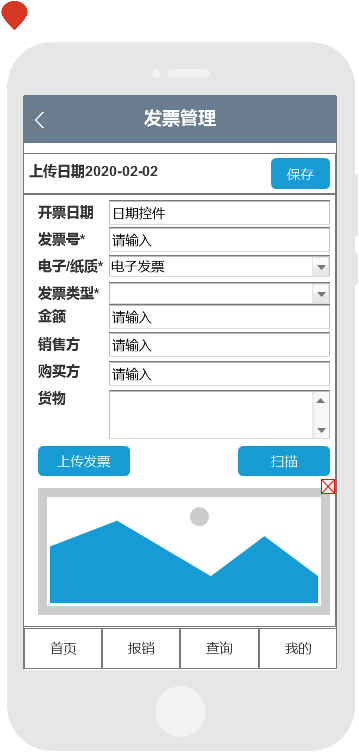 发票管理
上传日期2020-02-02
保存
开票日期 日期控件
发票号* 请输入
电子/纸质* 电子发票
发票类型*
金额 请输入
销售方 请输入
购买方 请输入
货物
上传发票 扫描
首页 报销 查询 我的